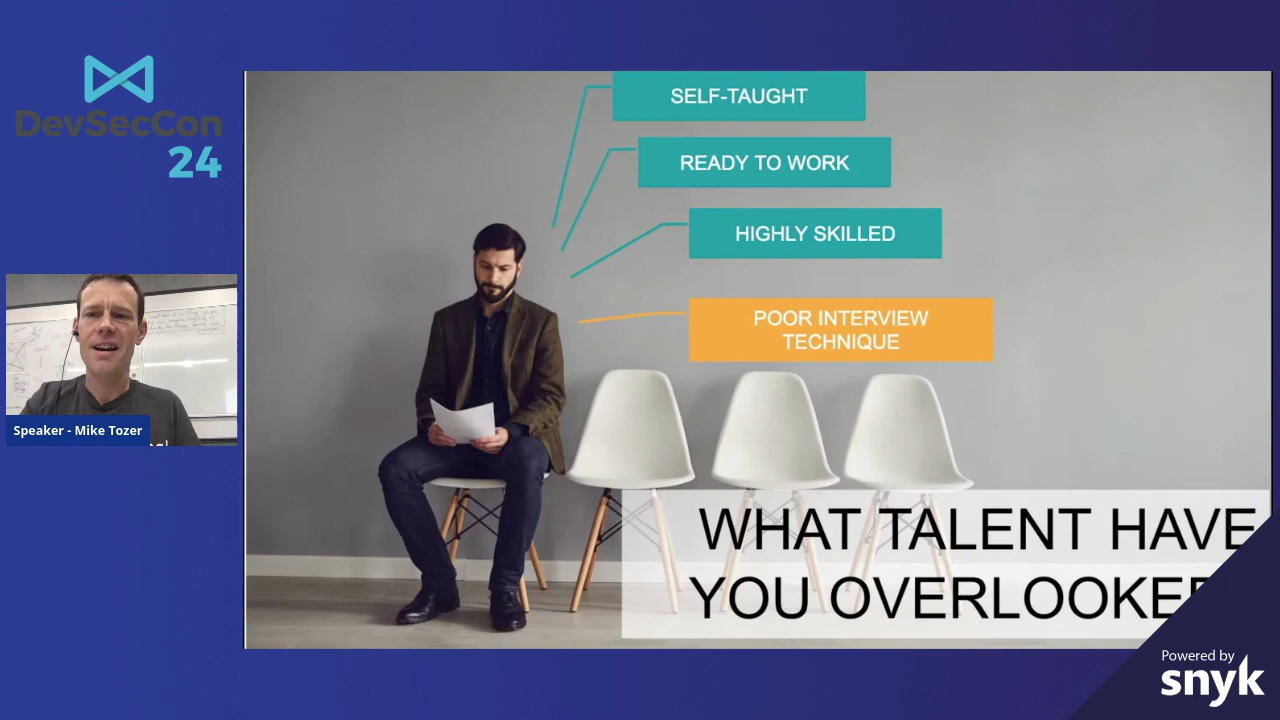 DevSecCon
24
Speaker - Mike Tozer
SELF-TAUGHT
READY TO WORK
HIGHLY SKILLED
POOR INTERVIEW
TECHNIQUE
WHAT TALENT HAVE
YOU OVERLOOKED
Powered by
snyk